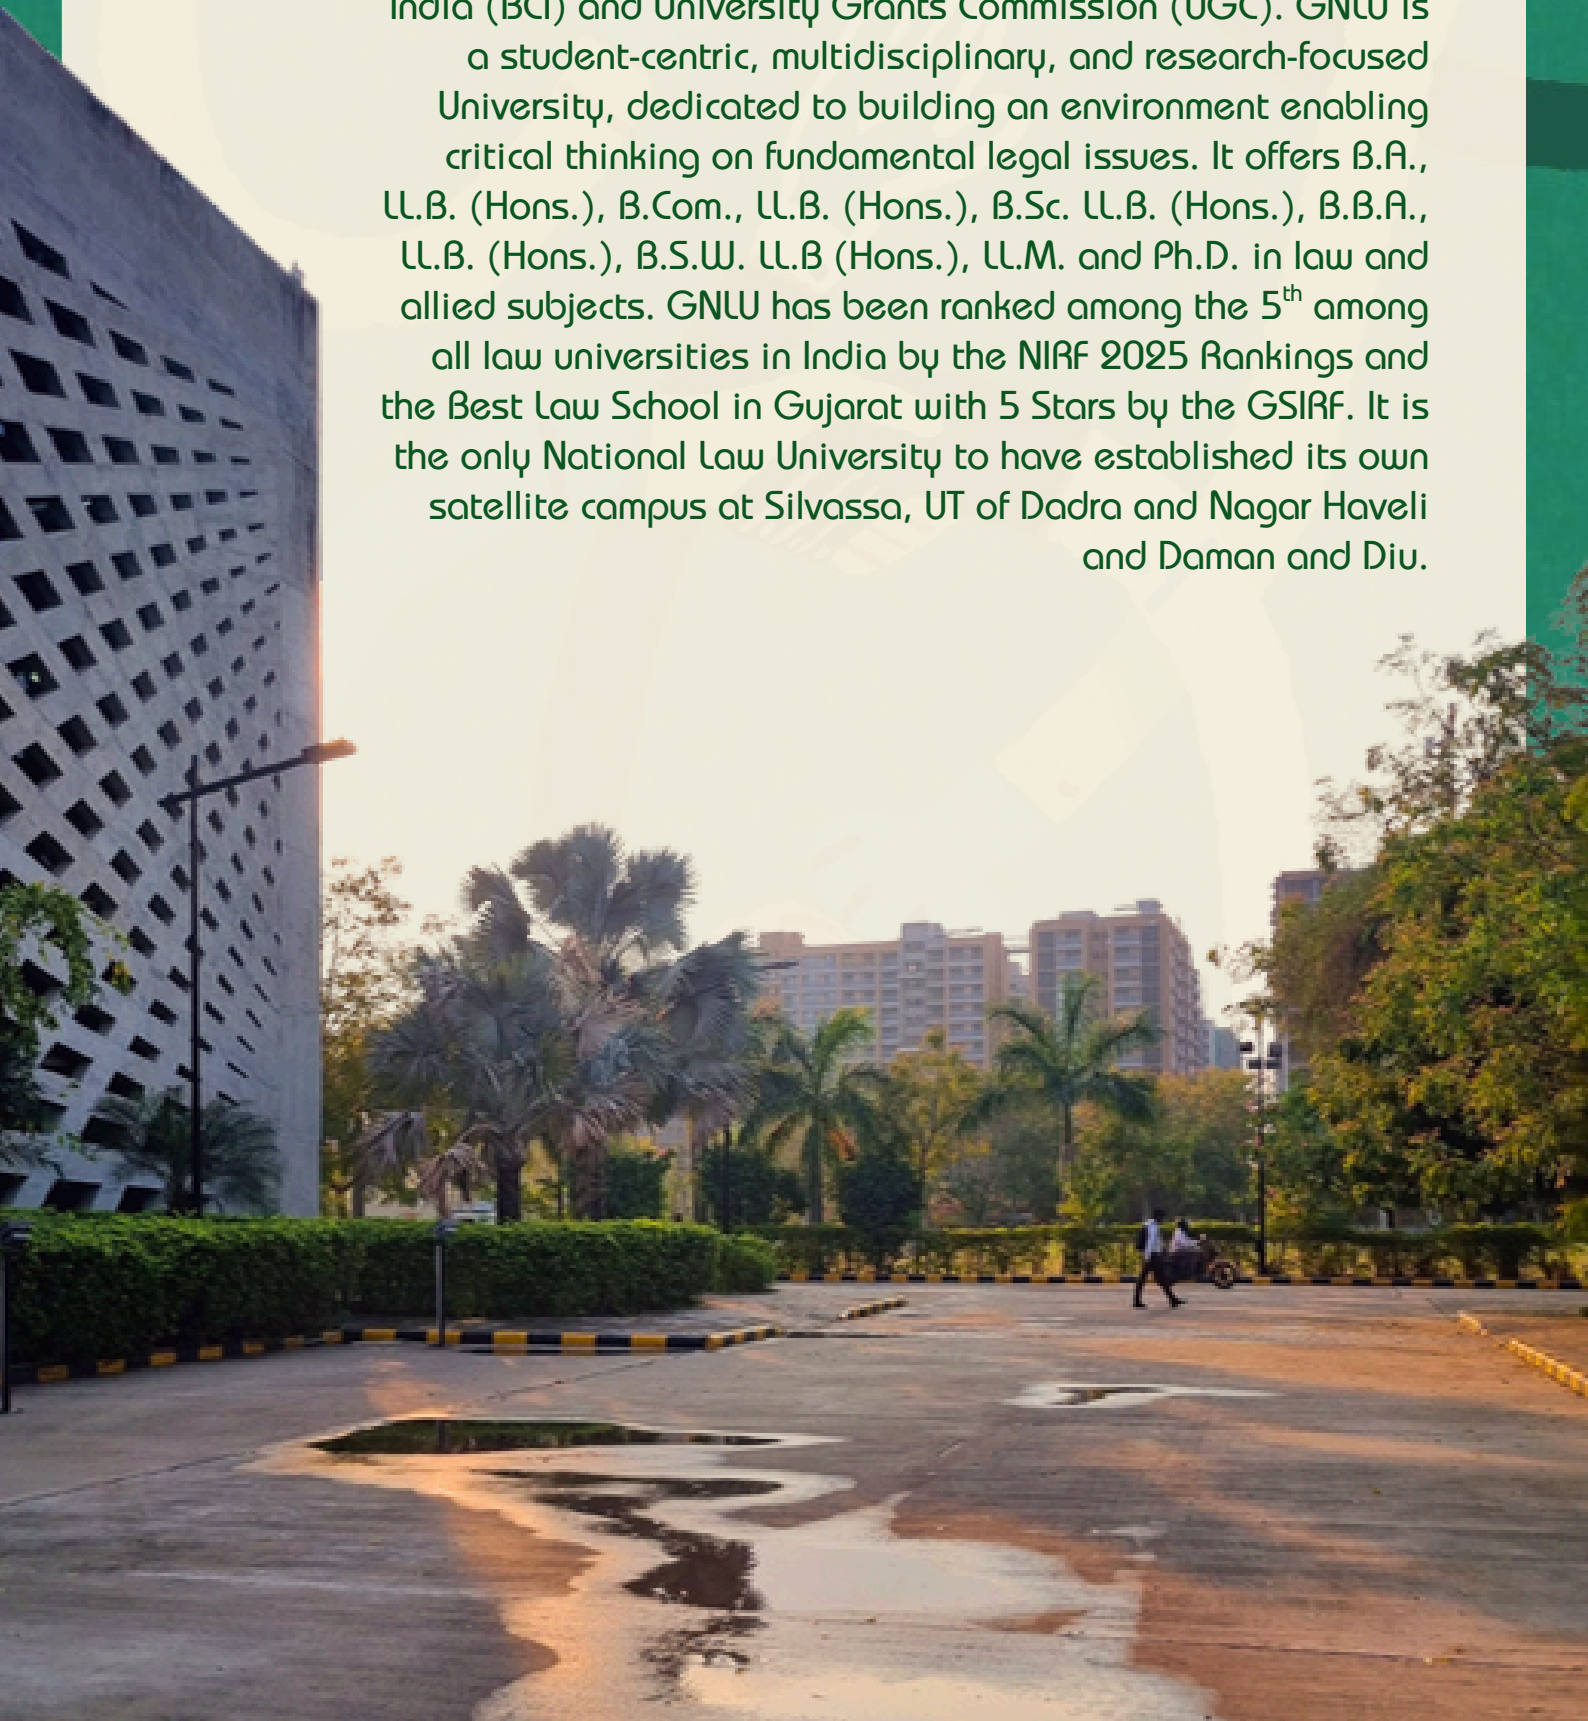 India (BCI) and University Grants Commission (UGC). GNLU is
a student-centric, multidisciplinary, and research-focused
University, dedicated to building an environment enabling
critical thinking on fundamental legal issues. It offers B.A.,
LL.B. (Hons.), B.Com., LL.B. (Hons.), B.Sc. LL.B. (Hons.), B.B.A.,
LL.B. (Hons.), B.S.W. LL.B (Hons.), LL.M. and Ph.D. in law and
allied subjects. GNLU has been ranked among the 5th among
all law universities in India by the NIRF 2025 Rankings and
the Best Law School in Gujarat with 5 Stars by the GSIRF. It is
the only National Law University to have established its own
satellite campus at Silvassa, UT of Dadra and Nagar Haveli
and Daman and Diu.